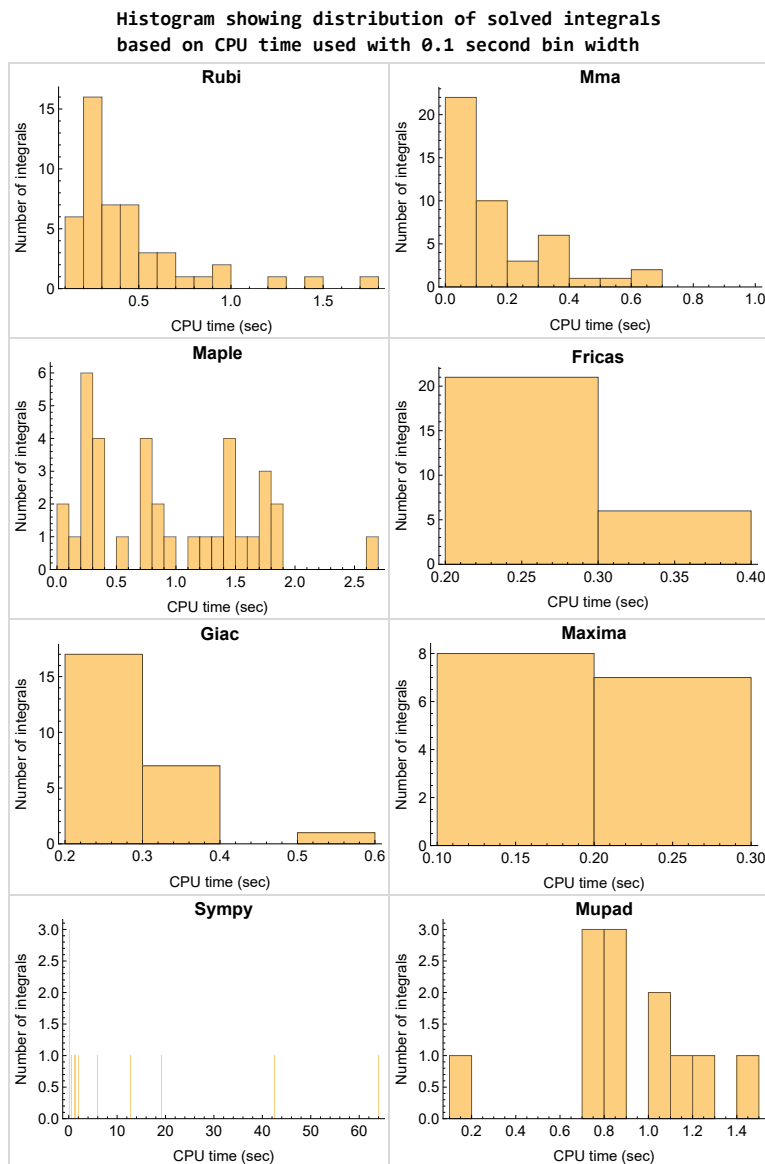 Histogram showing distribution of solved integrals
based on CPU time used with 0.1 second bin width
Rubi
Number of integrals
15
10
5
0
0.5 1.0 1.5
CPU time (sec)
Mma
Number of integrals
20
15
10
5
0
0.0 0.2 0.4 0.6 0.8 1.0
CPU time (sec)
Maple
Number of integrals
6
5
4
3
2
1
0
0.0 0.5 1.0 1.5 2.0 2.5
CPU time (sec)
Fricas
Number of integrals
20
15
10
5
0
0.20 0.25 0.30 0.35 0.40
CPU time (sec)
Giac
Number of integrals
15
10
5
0
0.2 0.3 0.4 0.5 0.6
CPU time (sec)
Maxima
Number of integrals
8
6
4
2
0
0.10 0.15 0.20 0.25 0.30
CPU time (sec)
Sympy
Number of integrals
3.0
2.5
2.0
1.5
1.0
0.5
0.0
0 10 20 30 40 50 60
CPU time (sec)
Mupad
Number of integrals
3.0
2.5
2.0
1.5
1.0
0.5
0.0
0.2 0.4 0.6 0.8 1.0 1.2 1.4
CPU time (sec)